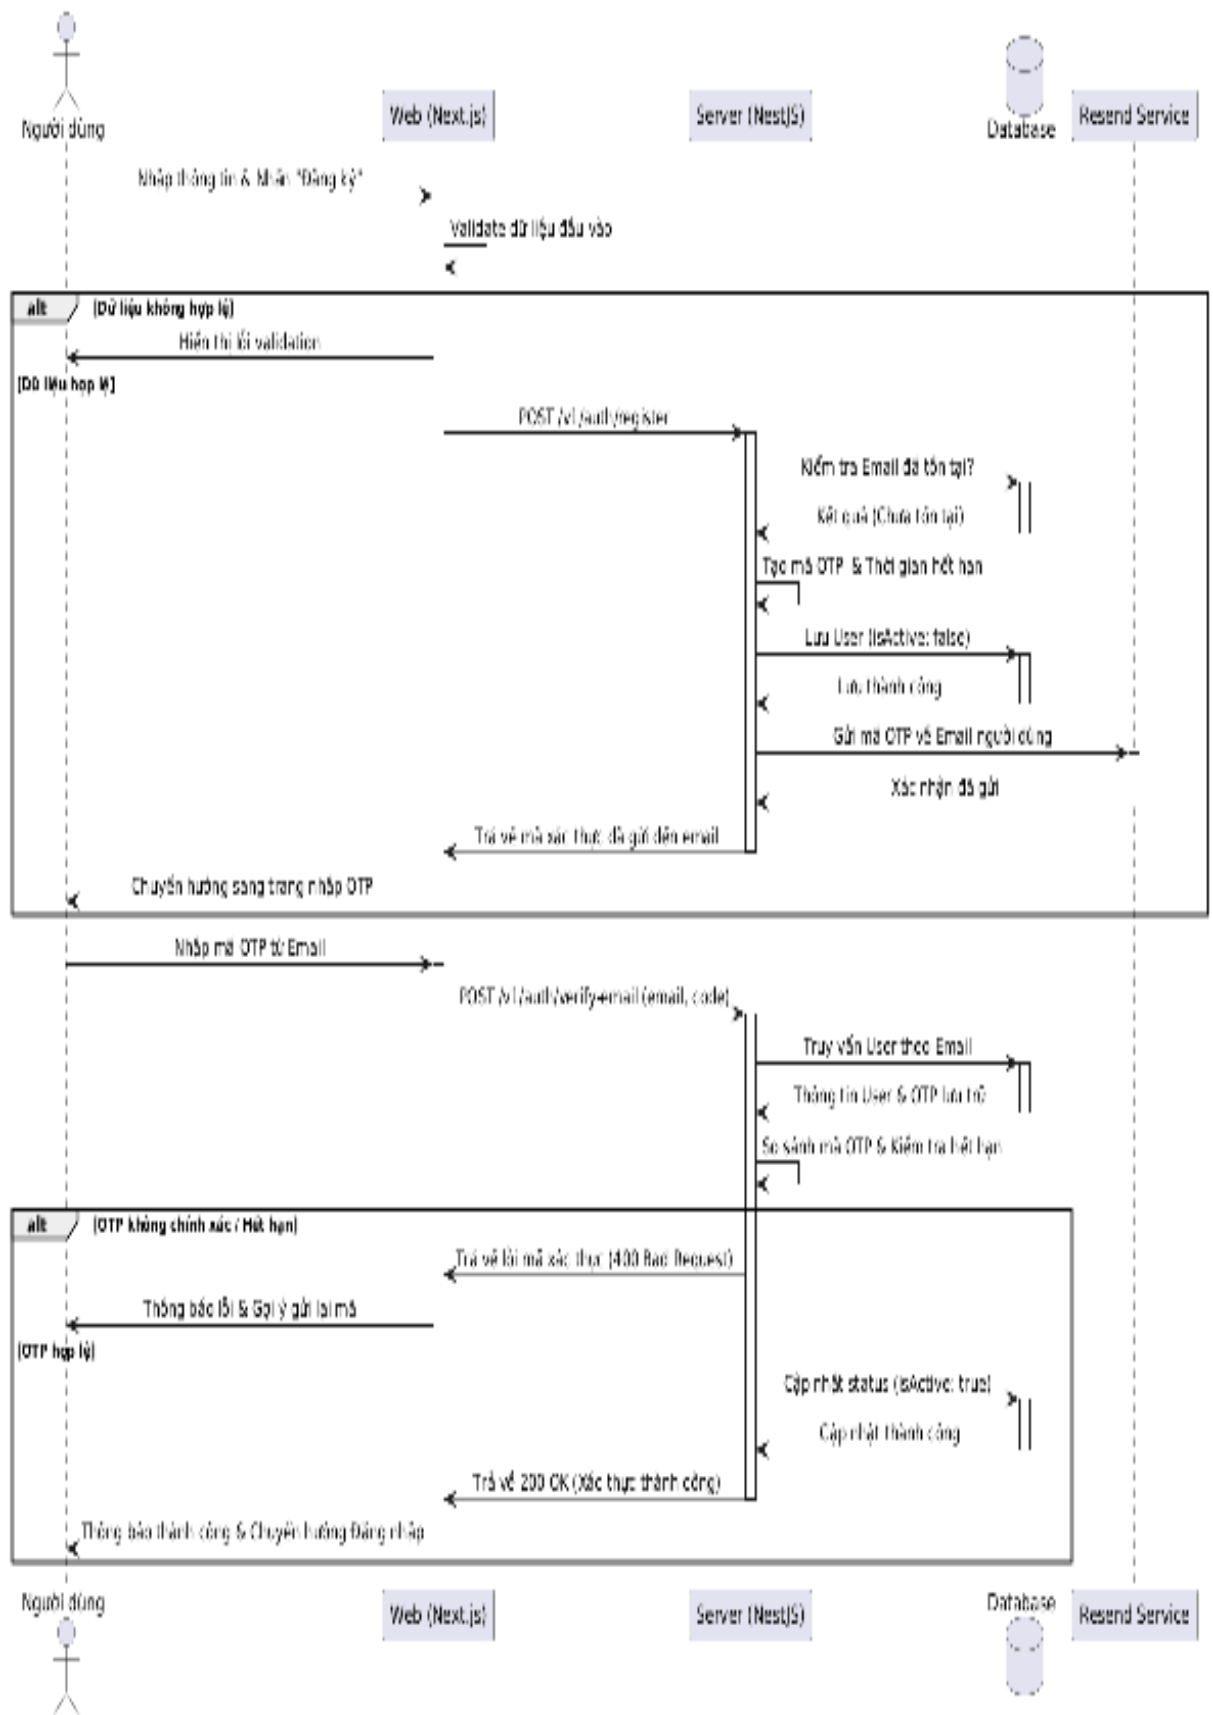 Người dùng
Web (Next.js)
Server (NestJS)
Database
Resend Service
Nhập thông tin & Nhấn "Đăng ký"
Validate dữ liệu đầu vào
alt
[Dữ liệu không hợp lệ]
Hiển thị lỗi validation
[Dữ liệu hợp lệ]
POST /v1/auth/register
Kiểm tra Email đã tồn tại?
Kết quả (Chưa tồn tại)
Tạo mã OTP & Thời gian hết hạn
Lưu User (isActive: false)
Lưu thành công
Gửi mã OTP về Email người dùng
Xác nhận đã gửi
Trả về mã xác thực đã gửi đến email
Chuyển hướng sang trang nhập OTP
Nhập mã OTP từ Email
POST /v1/auth/verify-email (email, code)
Truy vấn User theo Email
Thông tin User & OTP lưu trữ
So sánh mã OTP & Kiểm tra hết hạn
alt
[OTP không chính xác / Hết hạn]
Trả về lỗi mã xác thực (400 Bad Request)
Thông báo lỗi & Gợi ý gửi lại mã
[OTP hợp lệ]
Cập nhật status (isActive: true)
Cập nhật thành công
Trả về 200 OK (Xác thực thành công)
Thông báo thành công & Chuyển hướng Đăng nhập
Người dùng
Web (Next.js)
Server (NestJS)
Database
Resend Service